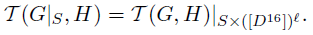 𝒯(G|_S, H) = 𝒯(G, H)|_{S×([D^{16}])^ℓ}.